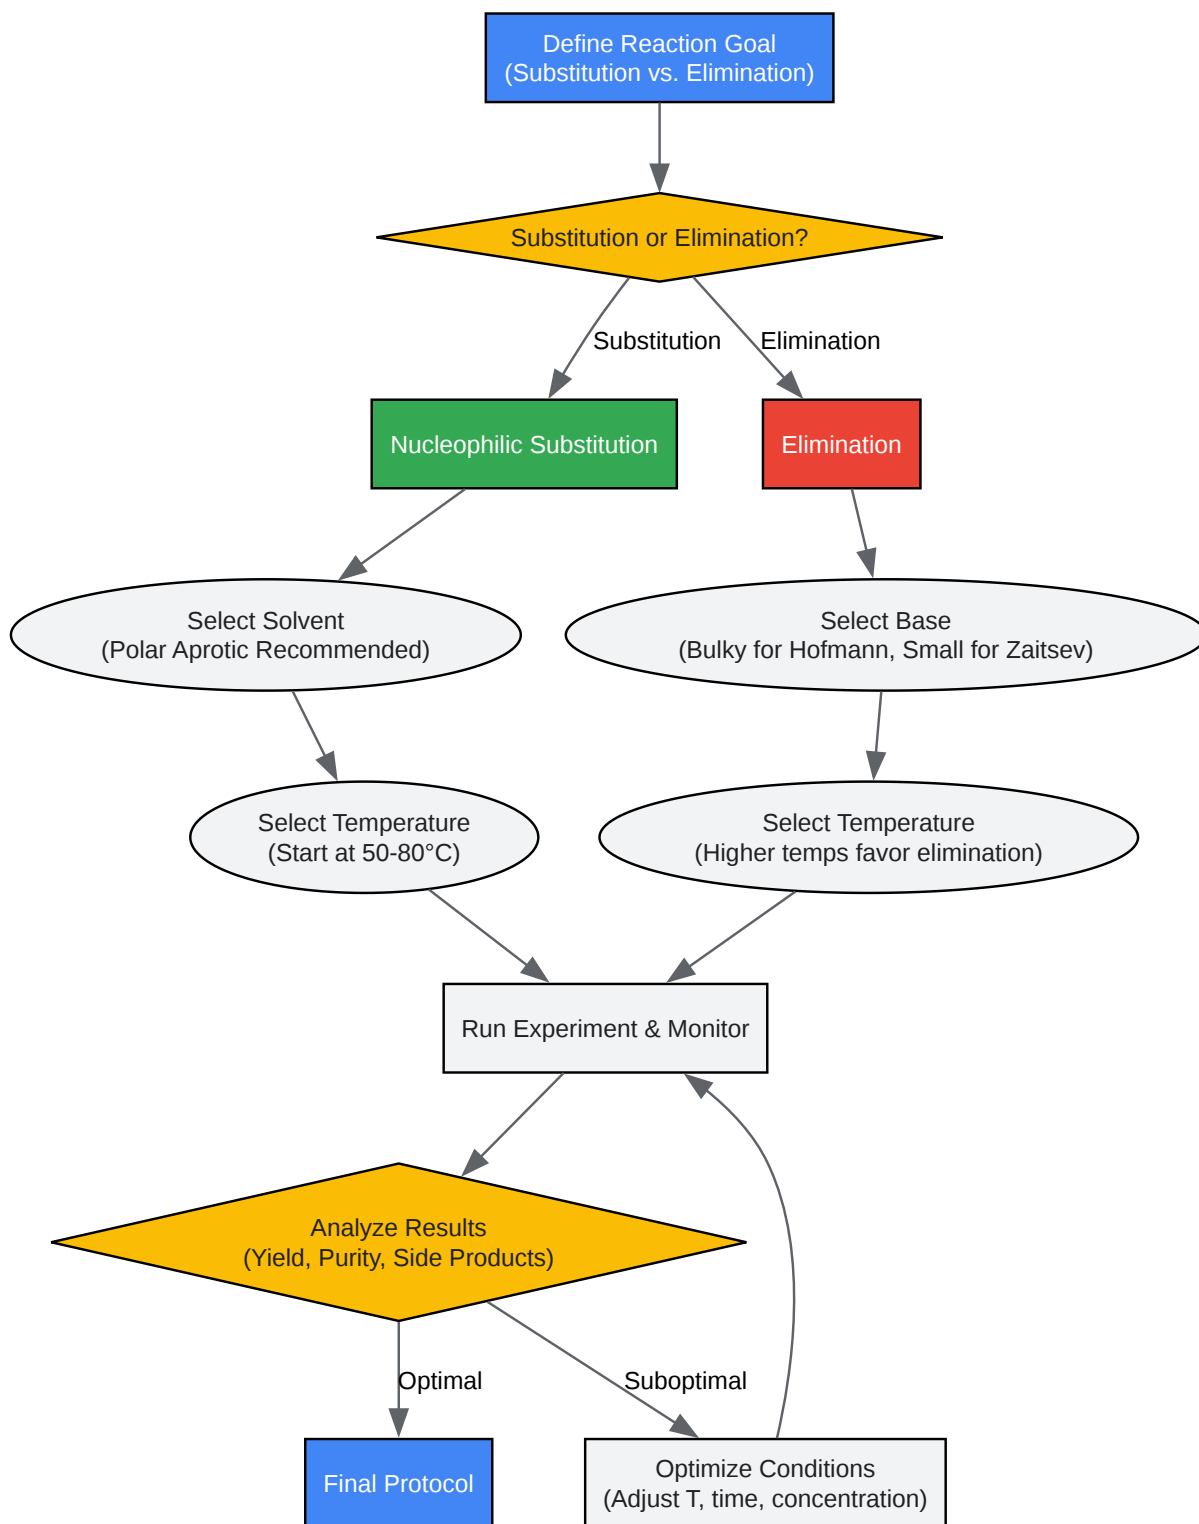 Define Reaction Goal
(Substitution vs. Elimination)
Substitution or Elimination?
Substitution
Elimination
Nucleophilic Substitution
Elimination
Select Solvent
(Polar Aprotic Recommended)
Select Base
(Bulky for Hofmann, Small for Zaitsev)
Select Temperature
(Start at 50-80°C)
Select Temperature
(Higher temps favor elimination)
Run Experiment & Monitor
Analyze Results
(Yield, Purity, Side Products)
Optimal
Suboptimal
Final Protocol
Optimize Conditions
(Adjust T, time, concentration)